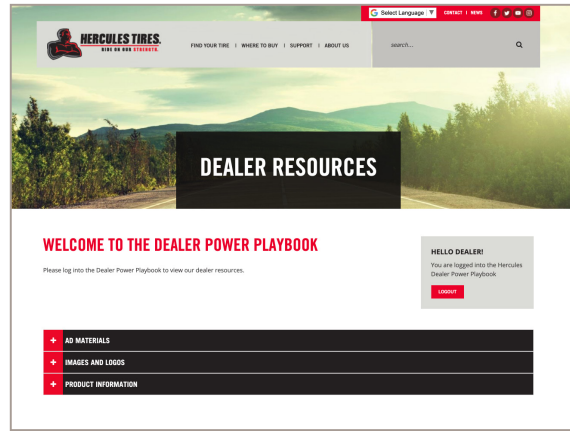 Select Language ▼
CONTACT | NEWS
HERCULES TIRES.
RIDE ON OUR STRENGTH.
FIND YOUR TIRE | WHERE TO BUY | SUPPORT | ABOUT US
search...
DEALER RESOURCES
WELCOME TO THE DEALER POWER PLAYBOOK
Please log into the Dealer Power Playbook to view our dealer resources.
HELLO DEALER!
You are logged into the Hercules
Dealer Power Playbook
LOGOUT
+ AD MATERIALS
+ IMAGES AND LOGOS
+ PRODUCT INFORMATION